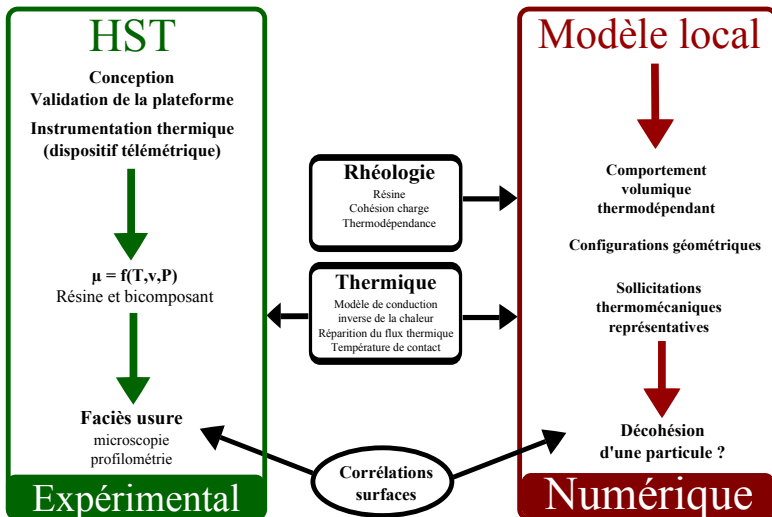 HST
Conception
Validation de la plateforme
Instrumentation thermique
(dispositif télémétrique)
μ = f(T,v,P)
Résine et bicomposant
Faciès usure
microscopie
profilométrie
Expérimental
Rhéologie
Résine
Cohésion charge
Thermodépendance
Thermique
Modèle de conduction
inverse de la chaleur
Réparition du flux thermique
Température de contact
Corrélations
surfaces
Modèle local
Comportement
volumique
thermodépendant
Configurations géométriques
Sollicitations
thermomécaniques
représentatives
Décohésion
d'une particule ?
Numérique